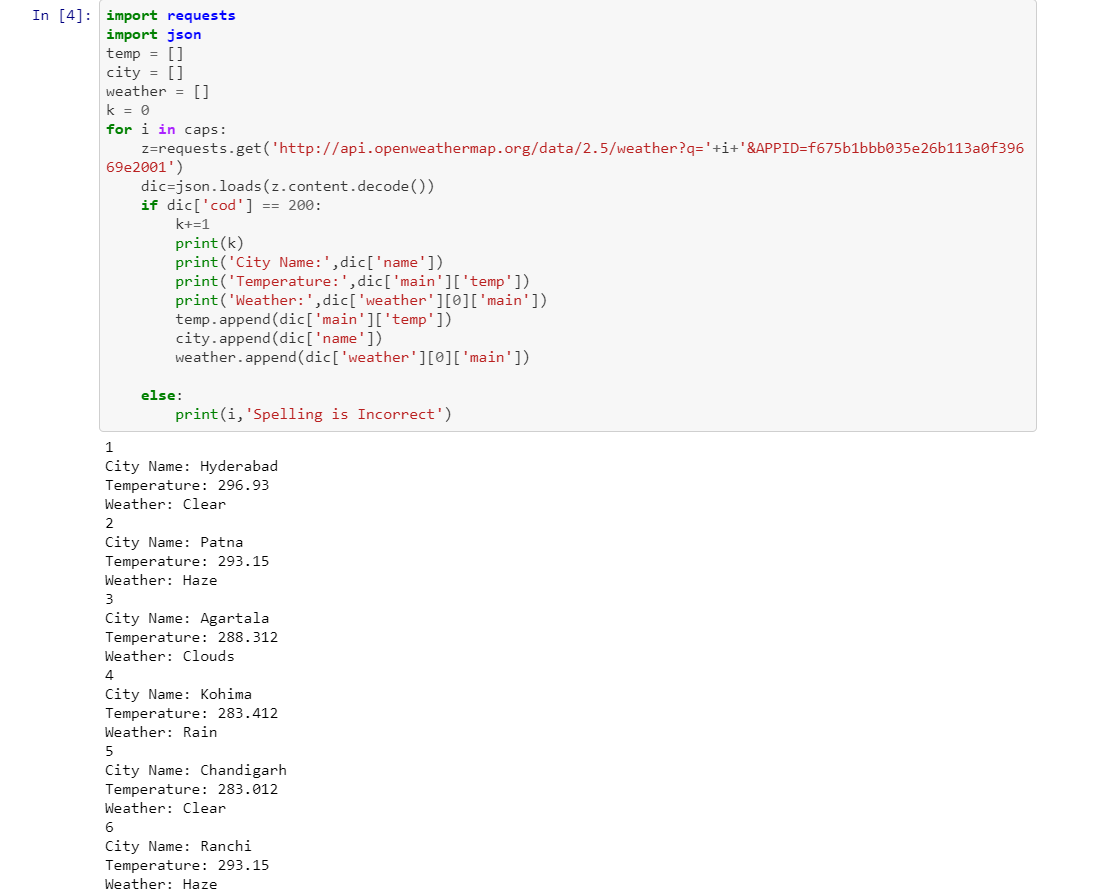 In [4]: import requests
import json
temp = []
city = []
weather = []
k = 0
for i in caps:
    z=requests.get('http://api.openweathermap.org/data/2.5/weather?q='+i+'&APPID=f675b1bbb035e26b113a0f396
69e2001')
    dic=json.loads(z.content.decode())
    if dic['cod'] == 200:
        k+=1
        print(k)
        print('City Name:',dic['name'])
        print('Temperature:',dic['main']['temp'])
        print('Weather:',dic['weather'][0]['main'])
        temp.append(dic['main']['temp'])
        city.append(dic['name'])
        weather.append(dic['weather'][0]['main'])
    else:
        print(i,'Spelling is Incorrect')
1
City Name: Hyderabad
Temperature: 296.93
Weather: Clear
2
City Name: Patna
Temperature: 293.15
Weather: Haze
3
City Name: Agartala
Temperature: 288.312
Weather: Clouds
4
City Name: Kohima
Temperature: 283.412
Weather: Rain
5
City Name: Chandigarh
Temperature: 283.012
Weather: Clear
6
City Name: Ranchi
Temperature: 293.15
Weather: Haze